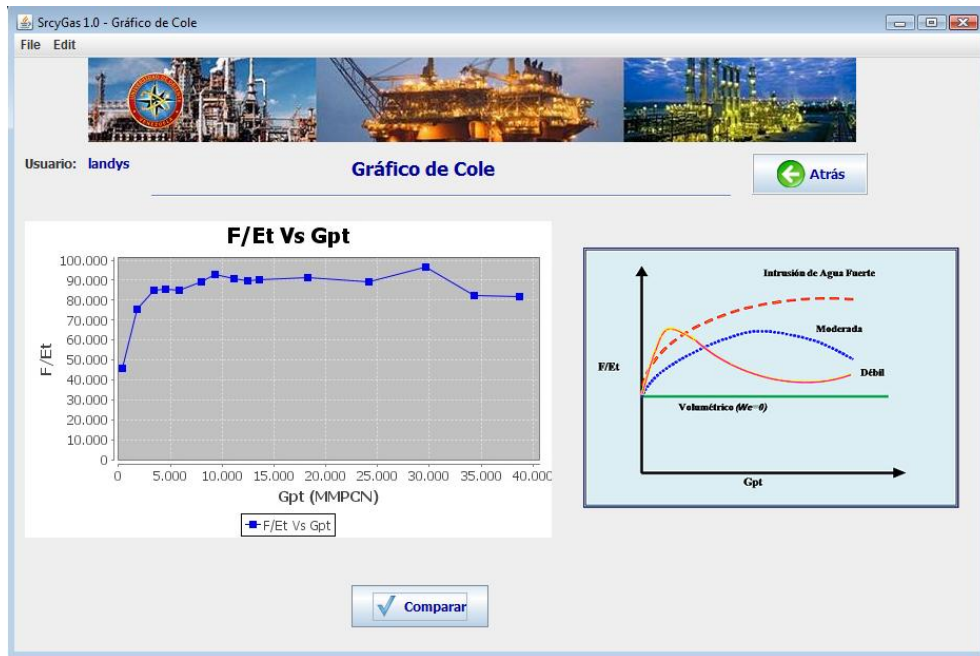 SrcyGas 1.0 - Gráfico de Cole
File Edit
Usuario: landys
Gráfico de Cole
Atrás
F/Et Vs Gpt
100.000
90.000
80.000
70.000
60.000
50.000
40.000
30.000
20.000
10.000
0
F/Et
0 5.000 10.000 15.000 20.000 25.000 30.000 35.000 40.000
Gpt (MMPCN)
F/Et Vs Gpt
Intrusión de Agua Fuerte
Moderada
F/Et
Débil
Volumétrico (We=0)
Gpt
Comparar